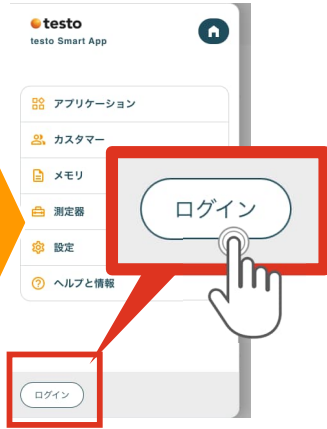 testo
testo Smart App
アプリケーション
カスタマー
メモリ
測定器
設定
ヘルプと情報
ログイン
ログイン